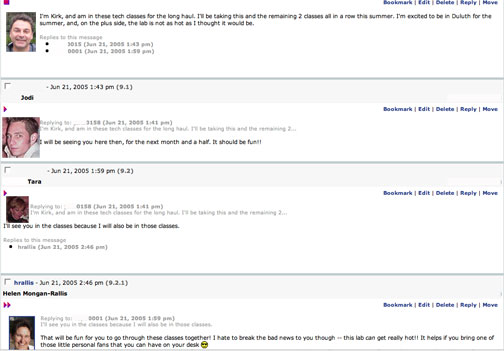 Bookmark | Edit | Delete | Reply | Move
I'm Kirk, and am in these tech classes for the long haul. I'll be taking this and the remaining 2 classes all in a row this summer. I'm excited to be in Duluth for the
summer, and, on the plus side, the lab is not as hot as I thought it would be.
Replies to this message
3015 (Jun 21, 2005 1:43 pm)
0001 (Jun 21, 2005 1:59 pm)
- Jun 21, 2005 1:43 pm (9.1)
Jodi
Bookmark | Edit | Delete | Reply | Move
Replying to: 3158 (Jun 21, 2005 1:41 pm)
I'm Kirk, and am in these tech classes for the long haul. I'll be taking this and the remaining 2...
I will be seeing you here then, for the next month and a half. It should be fun!!
- Jun 21, 2005 1:59 pm (9.2)
Tara
Bookmark | Edit | Delete | Reply | Move
Replying to: 0158 (Jun 21, 2005 1:41 pm)
I'm Kirk, and am in these tech classes for the long haul. I'll be taking this and the remaining 2...
I'll see you in the classes because I will also be in those classes.
Replies to this message
hrallis (Jun 21, 2005 2:46 pm)
hrallis - Jun 21, 2005 2:46 pm (9.2.1)
Helen Mongan-Rallis
Bookmark | Edit | Delete | Reply | Move
Replying to: 0001 (Jun 21, 2005 1:59 pm)
I'll see you in the classes because I will also be in those classes.
That will be fun for you to go through these classes together! I hate to break the bad news to you though -- this lab can get really hot!! It helps if you bring one of
those little personal fans that you can have on your desk